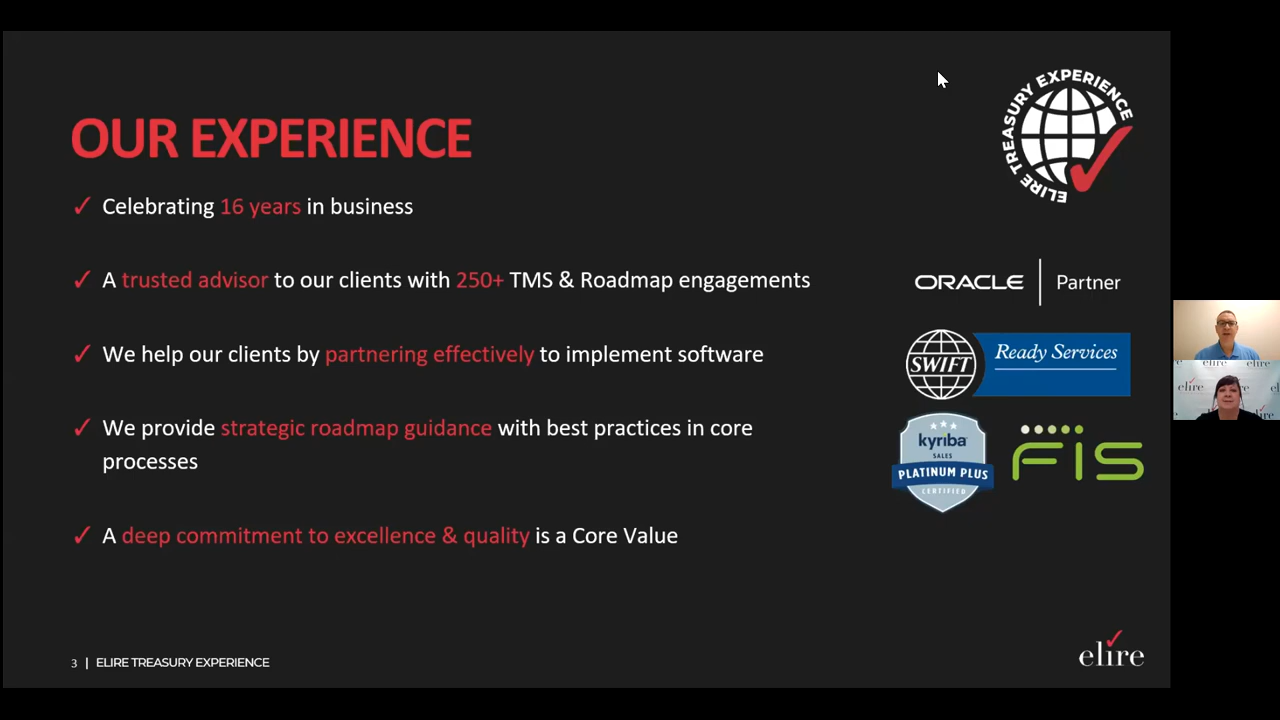 OUR EXPERIENCE
✓ Celebrating 16 years in business
✓ A trusted advisor to our clients with 250+ TMS & Roadmap engagements
✓ We help our clients by partnering effectively to implement software
✓ We provide strategic roadmap guidance with best practices in core
processes
✓ A deep commitment to excellence & quality is a Core Value
ELIRE TREASURY EXPERIENCE
ORACLE | Partner
SWIFT Ready Services
kyriba
SALES
PLATINUM PLUS
CERTIFIED
FIS
elire
elire
3 | ELIRE TREASURY EXPERIENCE
elire